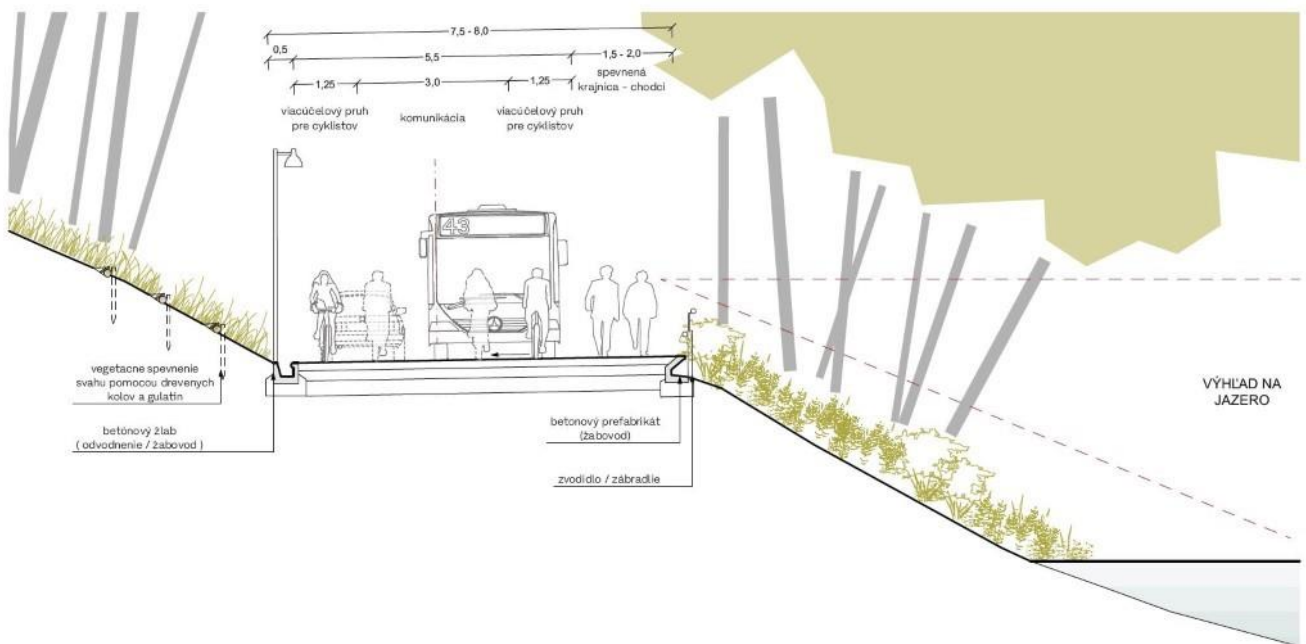 7,5 - 8,0
0,5
5,5
1,5 - 2,0
1,25
3,0
1,25
spevnená
krajnica - chodci
viacúčelový pruh
pre cyklistov
komunikácia
viacúčelový pruh
pre cyklistov
43
vegetacne spevnenie
svahu pomocou drevenych
kolov a gulatin
betónový žlab
( odvodnenie / žabovod )
betonový prefabrikát
(žabovod)
zvodidlo / zábradlie
VÝHĽAD NA
JAZERO